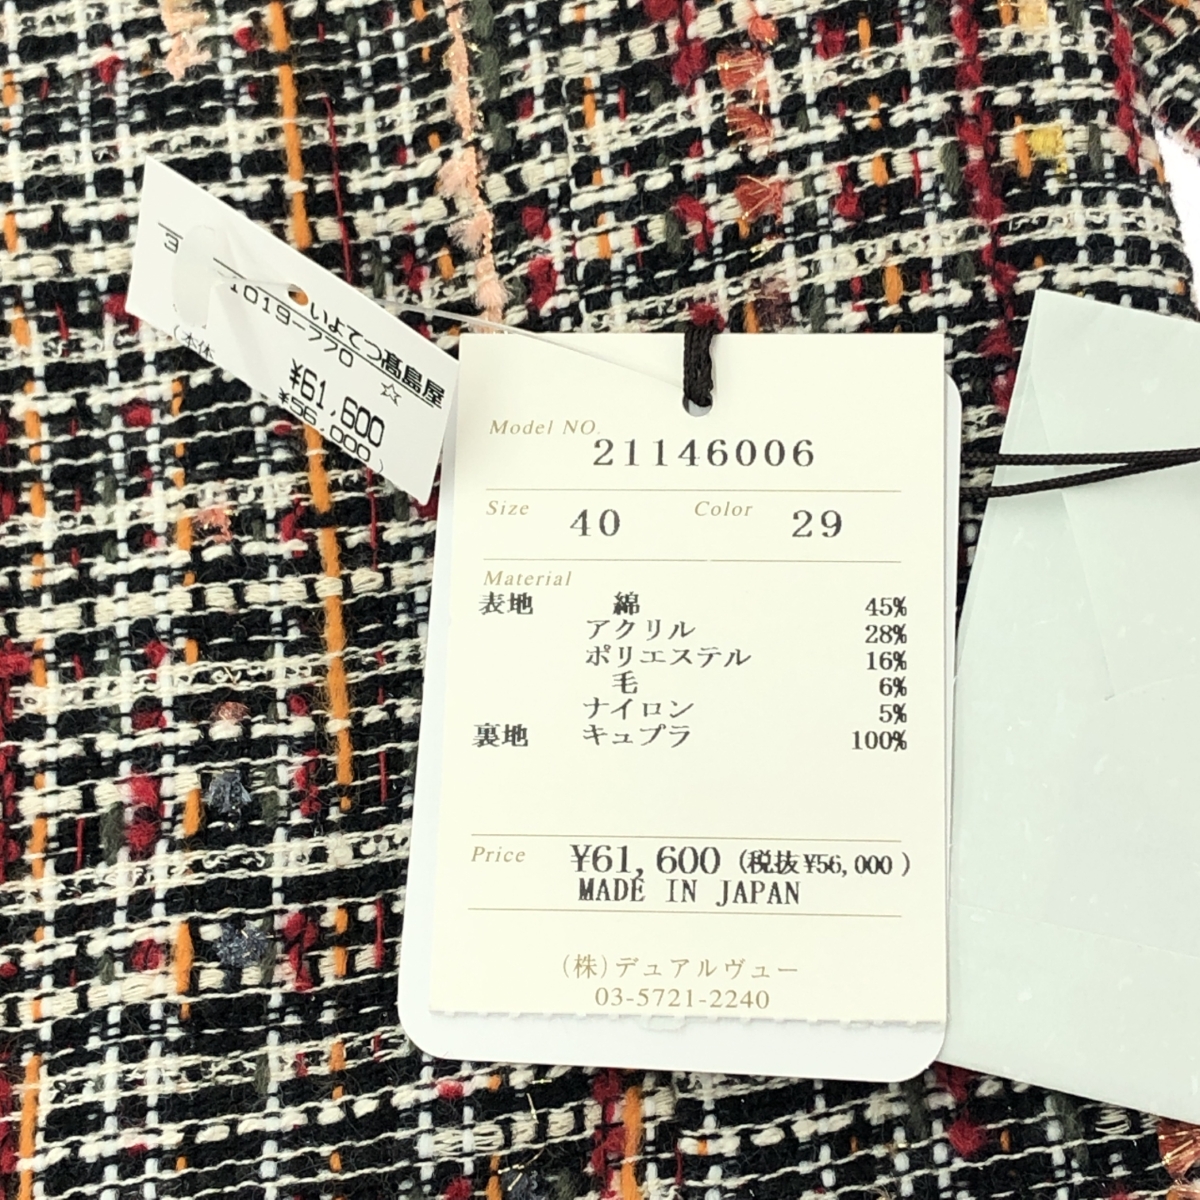 3
いよてつ髙島屋
1019-770 ☆
¥61,600
(本体 ¥56,000)
Model NO. 21146006
Size 40 Color 29
Material
表地 綿 45%
アクリル 28%
ポリエステル 16%
毛 6%
ナイロン 5%
裏地 キュプラ 100%
Price ¥61,600 (税抜¥56,000)
MADE IN JAPAN
(株)デュアルヴュー
03-5721-2240